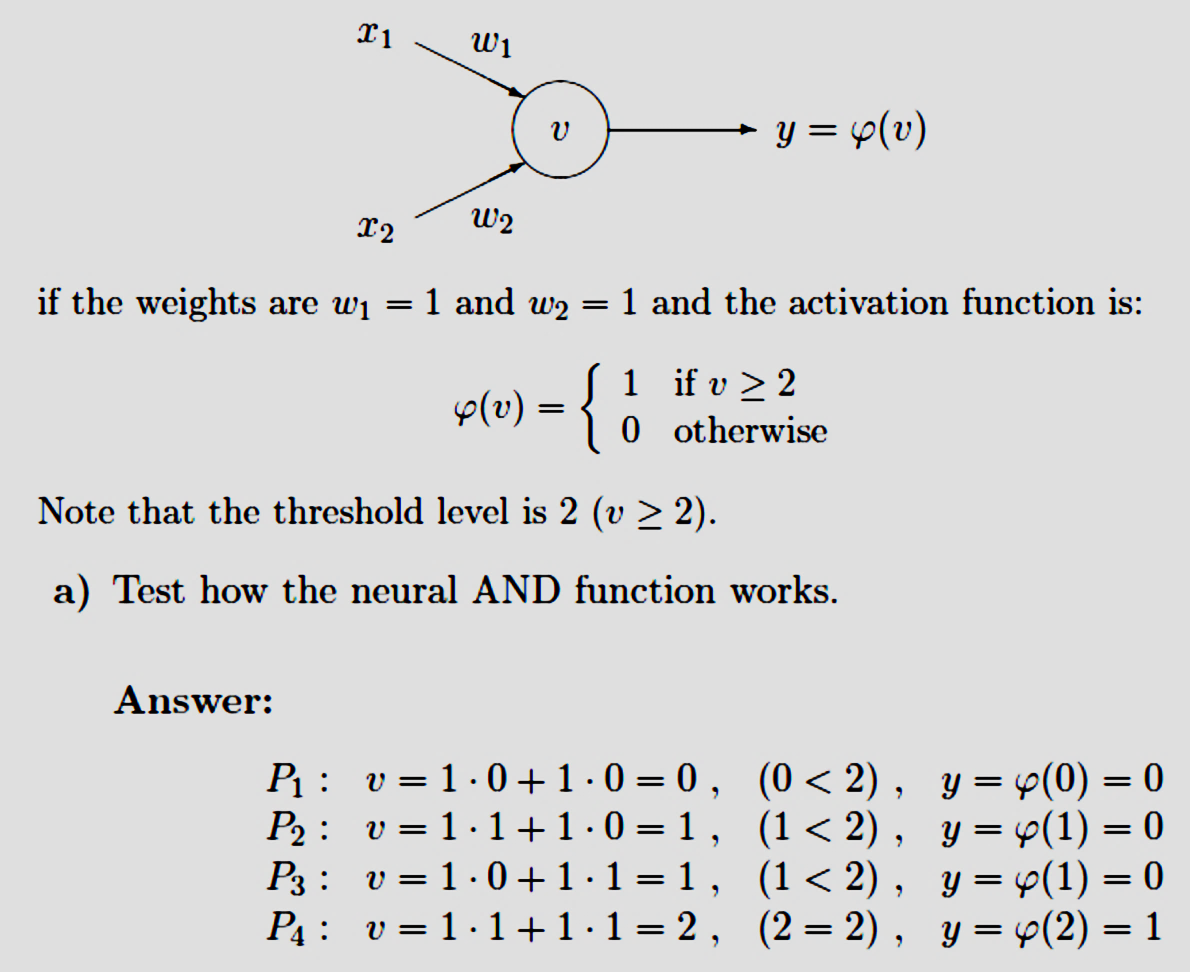 x₁ w₁
v y = φ(v)
x₂ w₂
if the weights are w₁ = 1 and w₂ = 1 and the activation function is:
φ(v) = { 1 if v ≥ 2
0 otherwise
Note that the threshold level is 2 (v ≥ 2).
a) Test how the neural AND function works.
Answer:
P₁ : v = 1 · 0 + 1 · 0 = 0 , (0 < 2) , y = φ(0) = 0
P₂ : v = 1 · 1 + 1 · 0 = 1 , (1 < 2) , y = φ(1) = 0
P₃ : v = 1 · 0 + 1 · 1 = 1 , (1 < 2) , y = φ(1) = 0
P₄ : v = 1 · 1 + 1 · 1 = 2 , (2 = 2) , y = φ(2) = 1